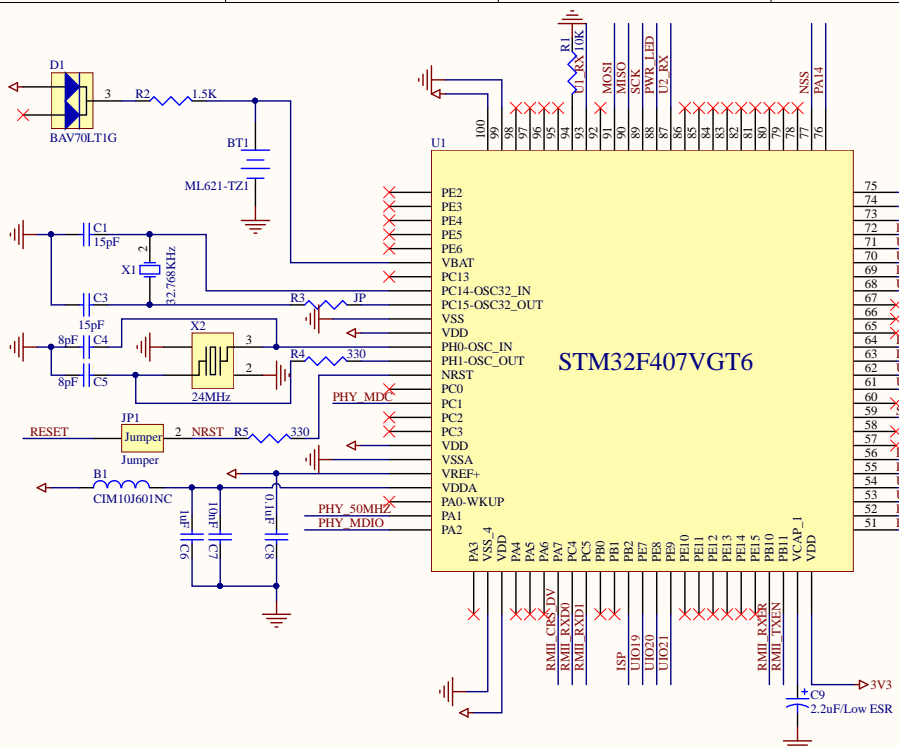 D1
3
BAV70LT1G
R2
1.5K
BT1
ML621-TZ1
R1
10K
U1_RX
MOSI
MISO
SCK
PWR_LED
U2_RX
NSS
PA14
100
99
98
97
96
95
94
93
92
91
90
89
88
87
86
85
84
83
82
81
80
79
78
77
76
U1
PE2
PE3
PE4
PE5
PE6
VBAT
PC13
PC14-OSC32_IN
PC15-OSC32_OUT
VSS
VDD
PH0-OSC_IN
PH1-OSC_OUT
NRST
PC0
PC1
PC2
PC3
VDD
VSSA
VREF+
VDDA
PA0-WKUP
PA1
PA2
STM32F407VGT6
75
74
73
72
71
70
69
68
67
66
65
64
63
62
61
60
59
58
57
56
55
54
53
52
51
C1
15pF
2
X1
32.768KHz
C3
15pF
R3
JP
8pF
C4
X2
3
2
24MHz
8pF
C5
R4
330
PHY_MDC
RESET
JP1
Jumper
Jumper
2
NRST
R5
330
B1
CIM10J601NC
1uF
C6
10nF
C7
0.1uF
C8
PHY_50MHZ
PHY_MDIO
PA3
VSS_4
VDD
PA4
PA5
PA6
PA7
PC4
PC5
PB0
PB1
PB2
PE7
PE8
PE9
PE10
PE11
PE12
PE13
PE14
PE15
PB10
PB11
VCAP_1
VDD
RMII_CRS_DV
RMII_RXD0
RMII_RXD1
ISP
UIO19
UIO20
UIO21
RMII_RXER
RMII_TXEN
3V3
+
C9
2.2uF/Low ESR